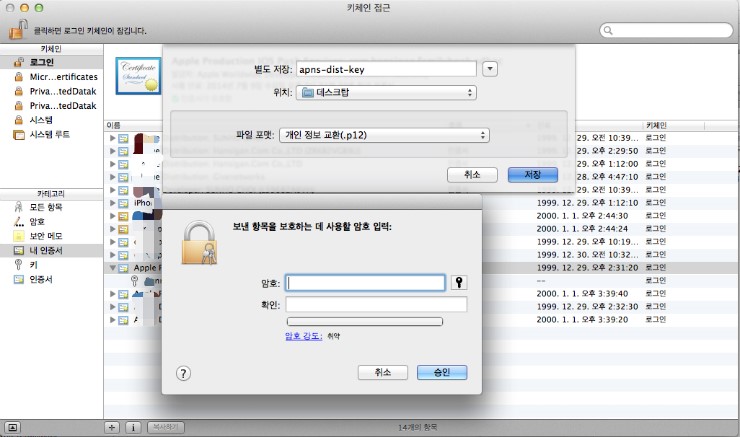 키체인 접근
클릭하면 로그인 키체인이 잠깁니다.
키체인
로그인
Micr...ertificates
Priva...tedDatak
Priva...tedDatak
시스템
시스템 루트
카테고리
모든 항목
암호
보안 메모
내 인증서
키
인증서
Certificate
Standard
별도 저장: apns-dist-key
위치: 데스크탑
파일 포맷: 개인 정보 교환(.p12)
취소 저장
이름 키체인
12. 29. 오전 10:39... 로그인
1999. 12. 29. 오후 2:29:50 로그인
1999. 12. 29. 오후 1:12:00 로그인
12. 28. 오후 4:47:10 로그인
12. 29. 오전 10:39... 로그인
iPhon 1999. 12. 29. 오후 1:12:10 로그인
2000. 1. 1. 오후 2:44:30 로그인
2000. 1. 1. 오후 2:44:24 로그인
1999. 12. 29. 오전 10:19... 로그인
1999. 12. 30. 오전 10:32... 로그인
Apple P 1999. 12. 29. 오후 2:31:20 로그인
-- 로그인
2000. 1. 1. 오후 3:39:40 로그인
1999. 12. 29. 오후 2:32:30 로그인
2000. 1. 1. 오후 3:39:20 로그인
보낸 항목을 보호하는 데 사용할 암호 입력:
암호:
확인:
암호 강도: 취약
? 취소 승인
+ i 복사하기 14개의 항목